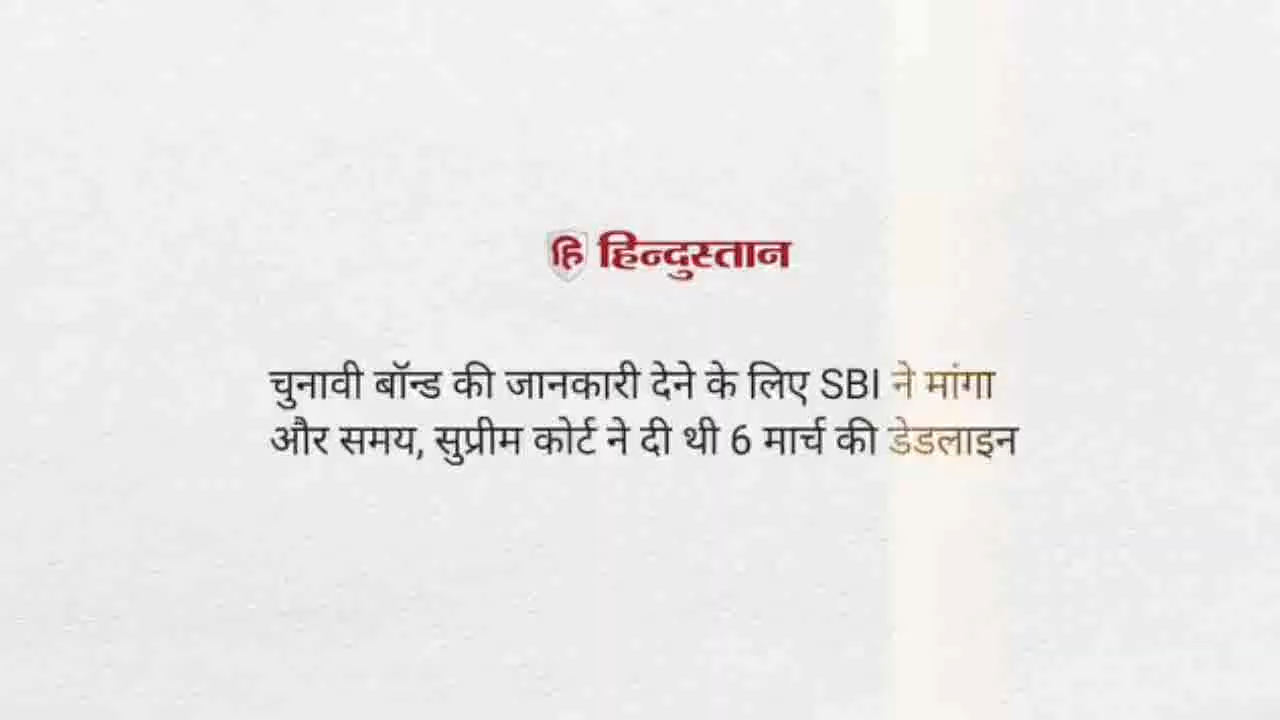 हि हिन्दुस्तान
चुनावी बॉन्ड की जानकारी देने के लिए SBI ने मांगा
और समय, सुप्रीम कोर्ट ने दी थी 6 मार्च की डेडलाइन